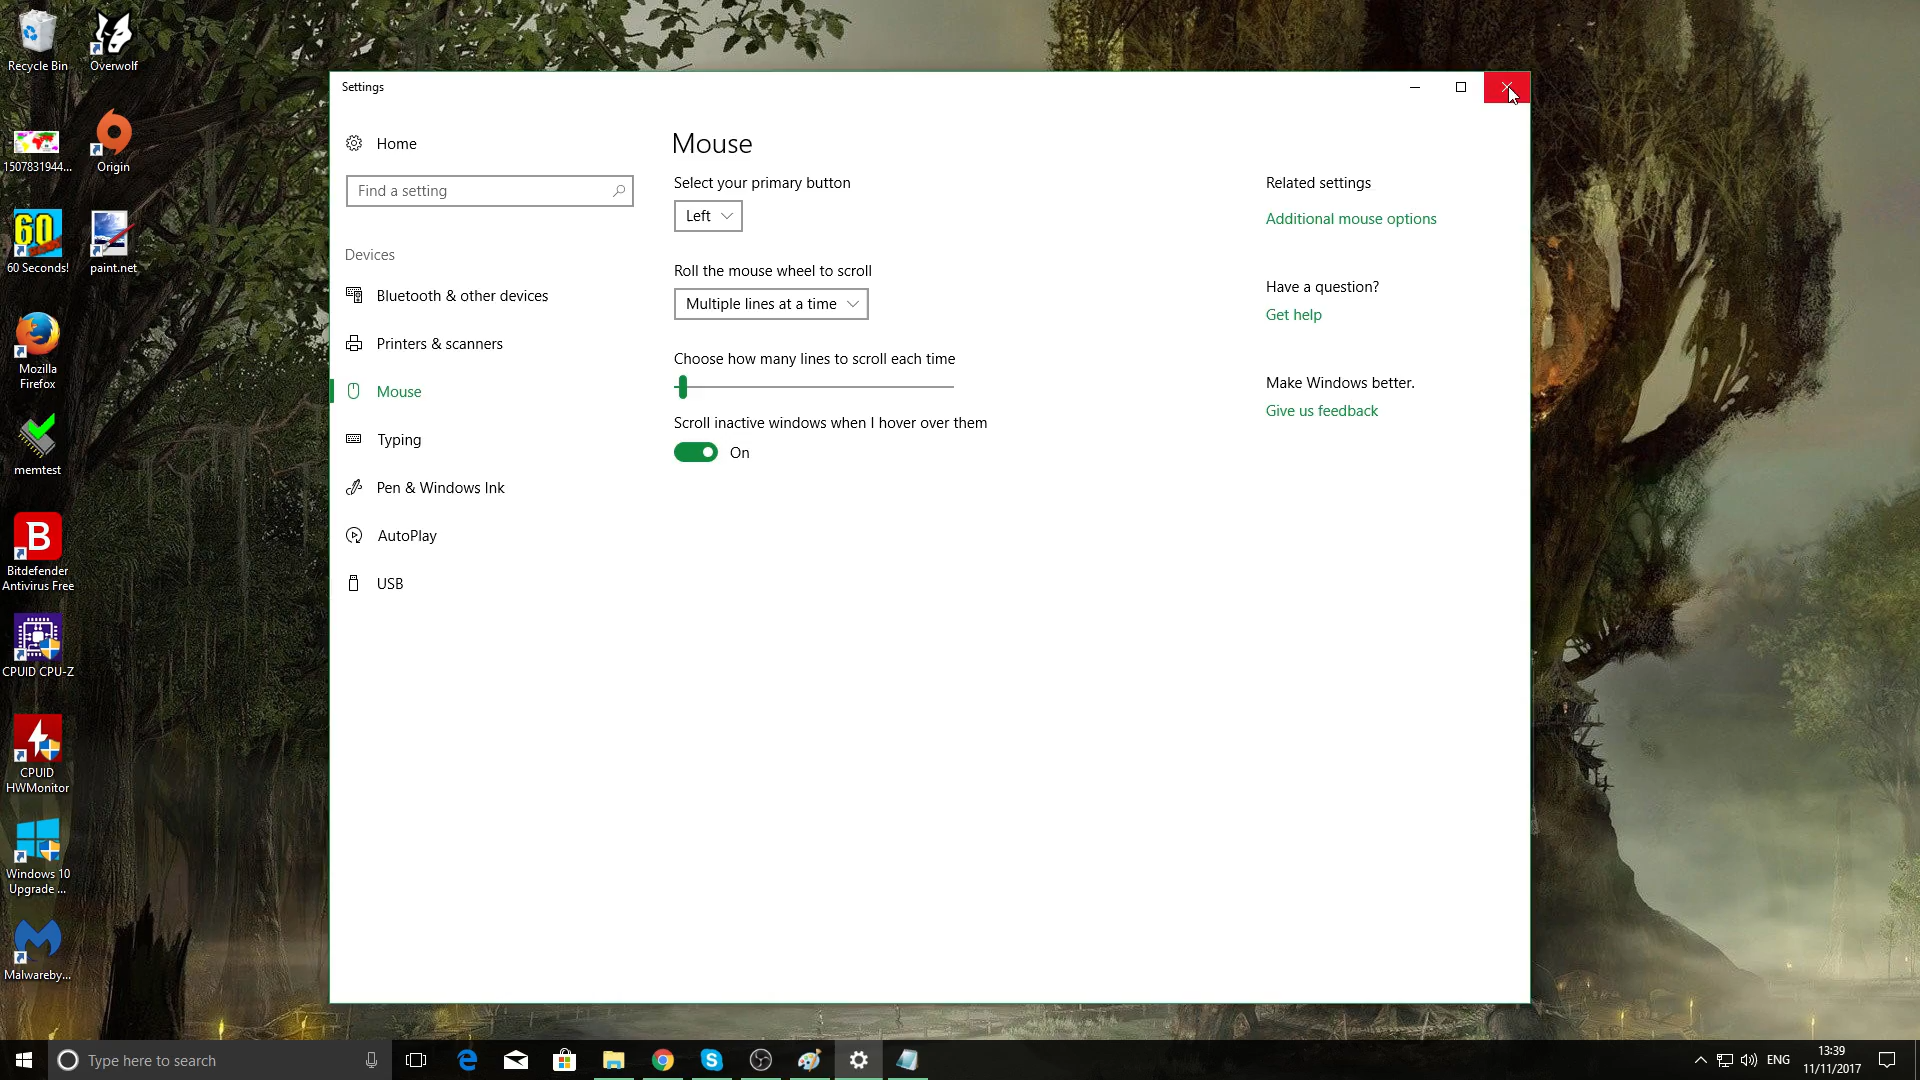 Recycle Bin
Overwolf
1507831944...
Origin
60
60 Seconds!
paint.net
Mozilla
Firefox
memtest
B
Bitdefender
Antivirus Free
CPUID CPU-Z
CPUID
HWMonitor
Windows 10
Upgrade ...
Malwareby...
Settings
Home
Find a setting
Devices
Bluetooth & other devices
Printers & scanners
Mouse
Typing
Pen & Windows Ink
AutoPlay
USB
Mouse
Select your primary button
Left
Roll the mouse wheel to scroll
Multiple lines at a time
Choose how many lines to scroll each time
Scroll inactive windows when I hover over them
On
Related settings
Additional mouse options
Have a question?
Get help
Make Windows better.
Give us feedback
Type here to search
ENG
13:39
11/11/2017